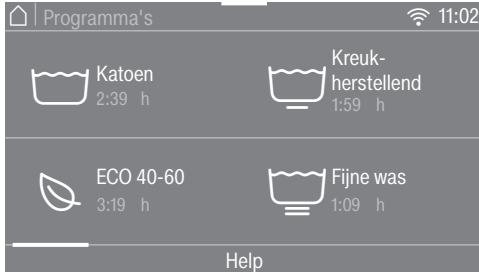 Programma's
11:02
Katoen
2:39 h
Kreuk-
herstellend
1:59 h
ECO 40-60
3:19 h
Fijne was
1:09 h
Help